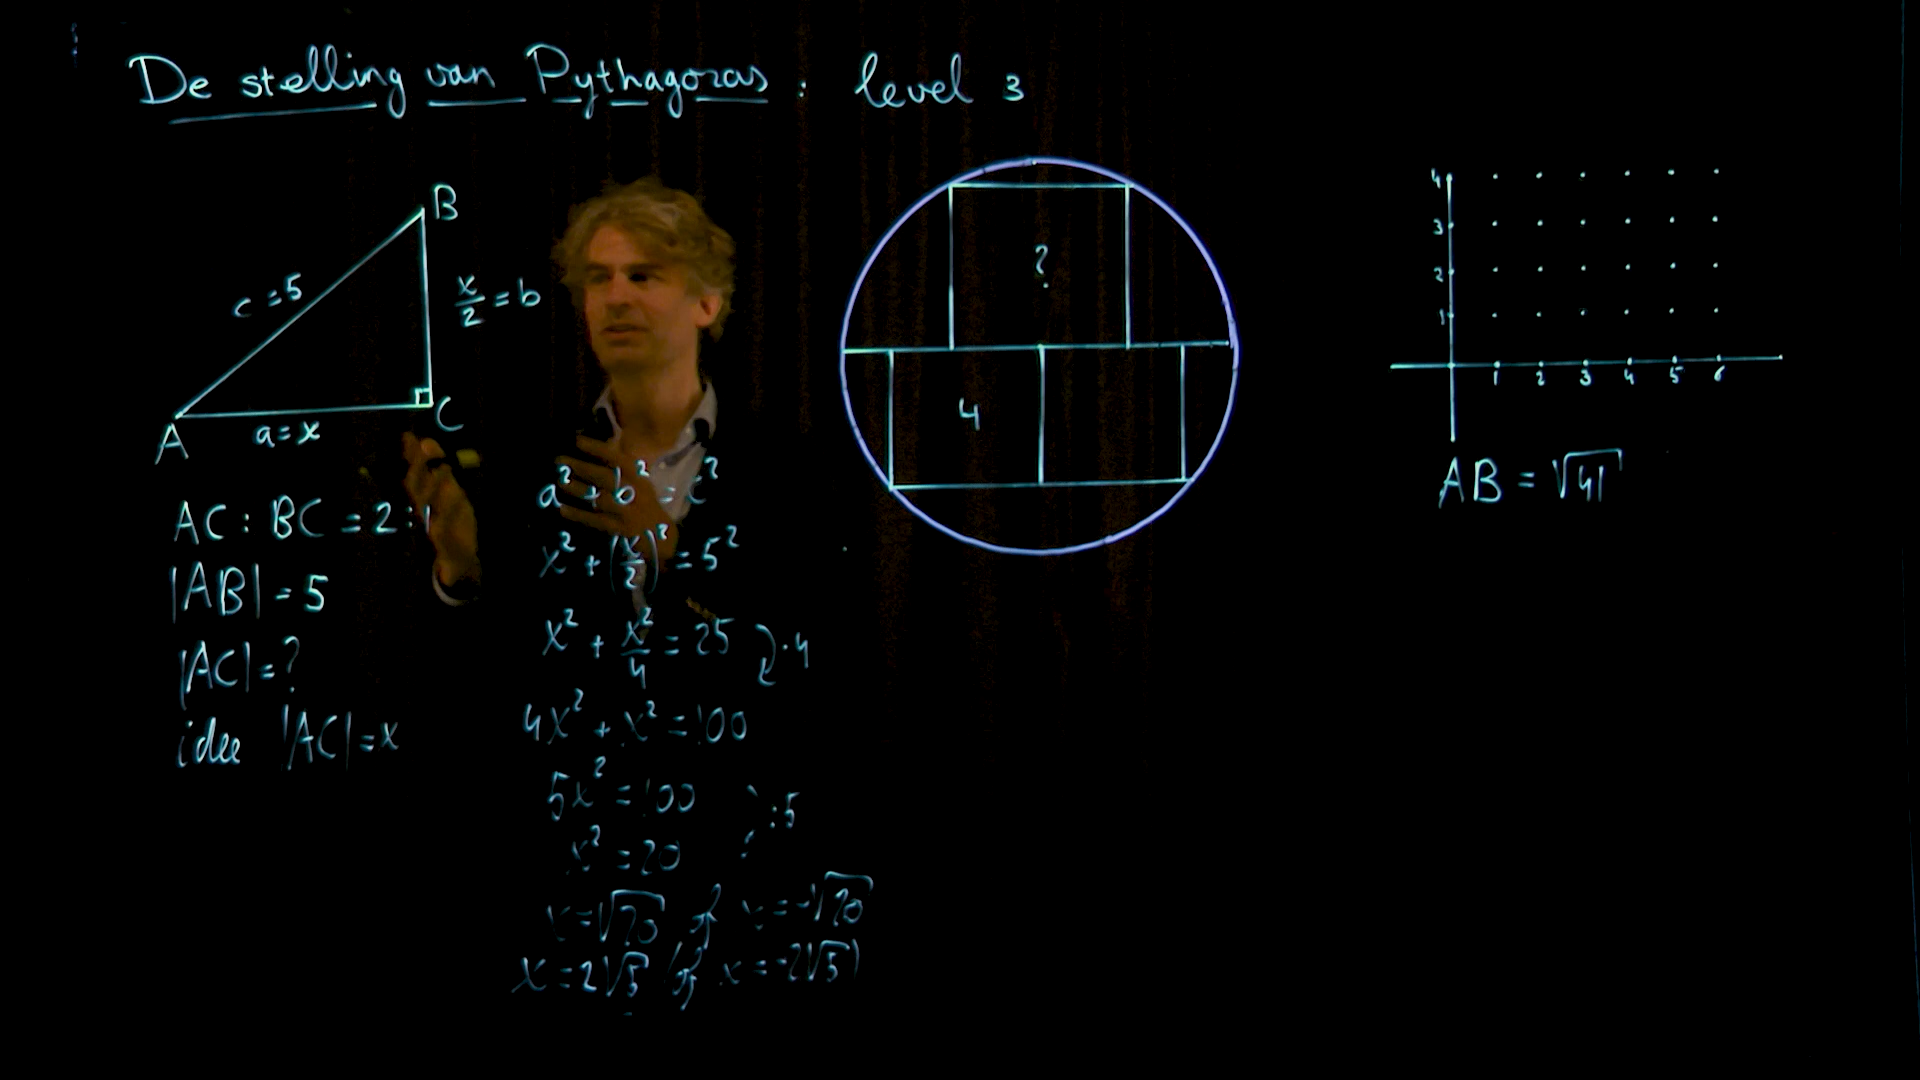 De stelling van Pythagoras : level 3
B
c = 5
x/2 = b
A
a = x
C
AC : BC = 2 : 1
|AB| = 5
|AC| = ?
idee |AC| = x
a² + b² = c²
x² + (x/2)² = 5²
x² + x²/4 = 25 ) · 4
4x² + x² = 100
5x² = 100
) : 5
x² = 20
x = √20 of x = -√20
x = 2√5 (of x = -2√5)
?
4
4
3
2
1
1 2 3 4 5 6
AB = √41